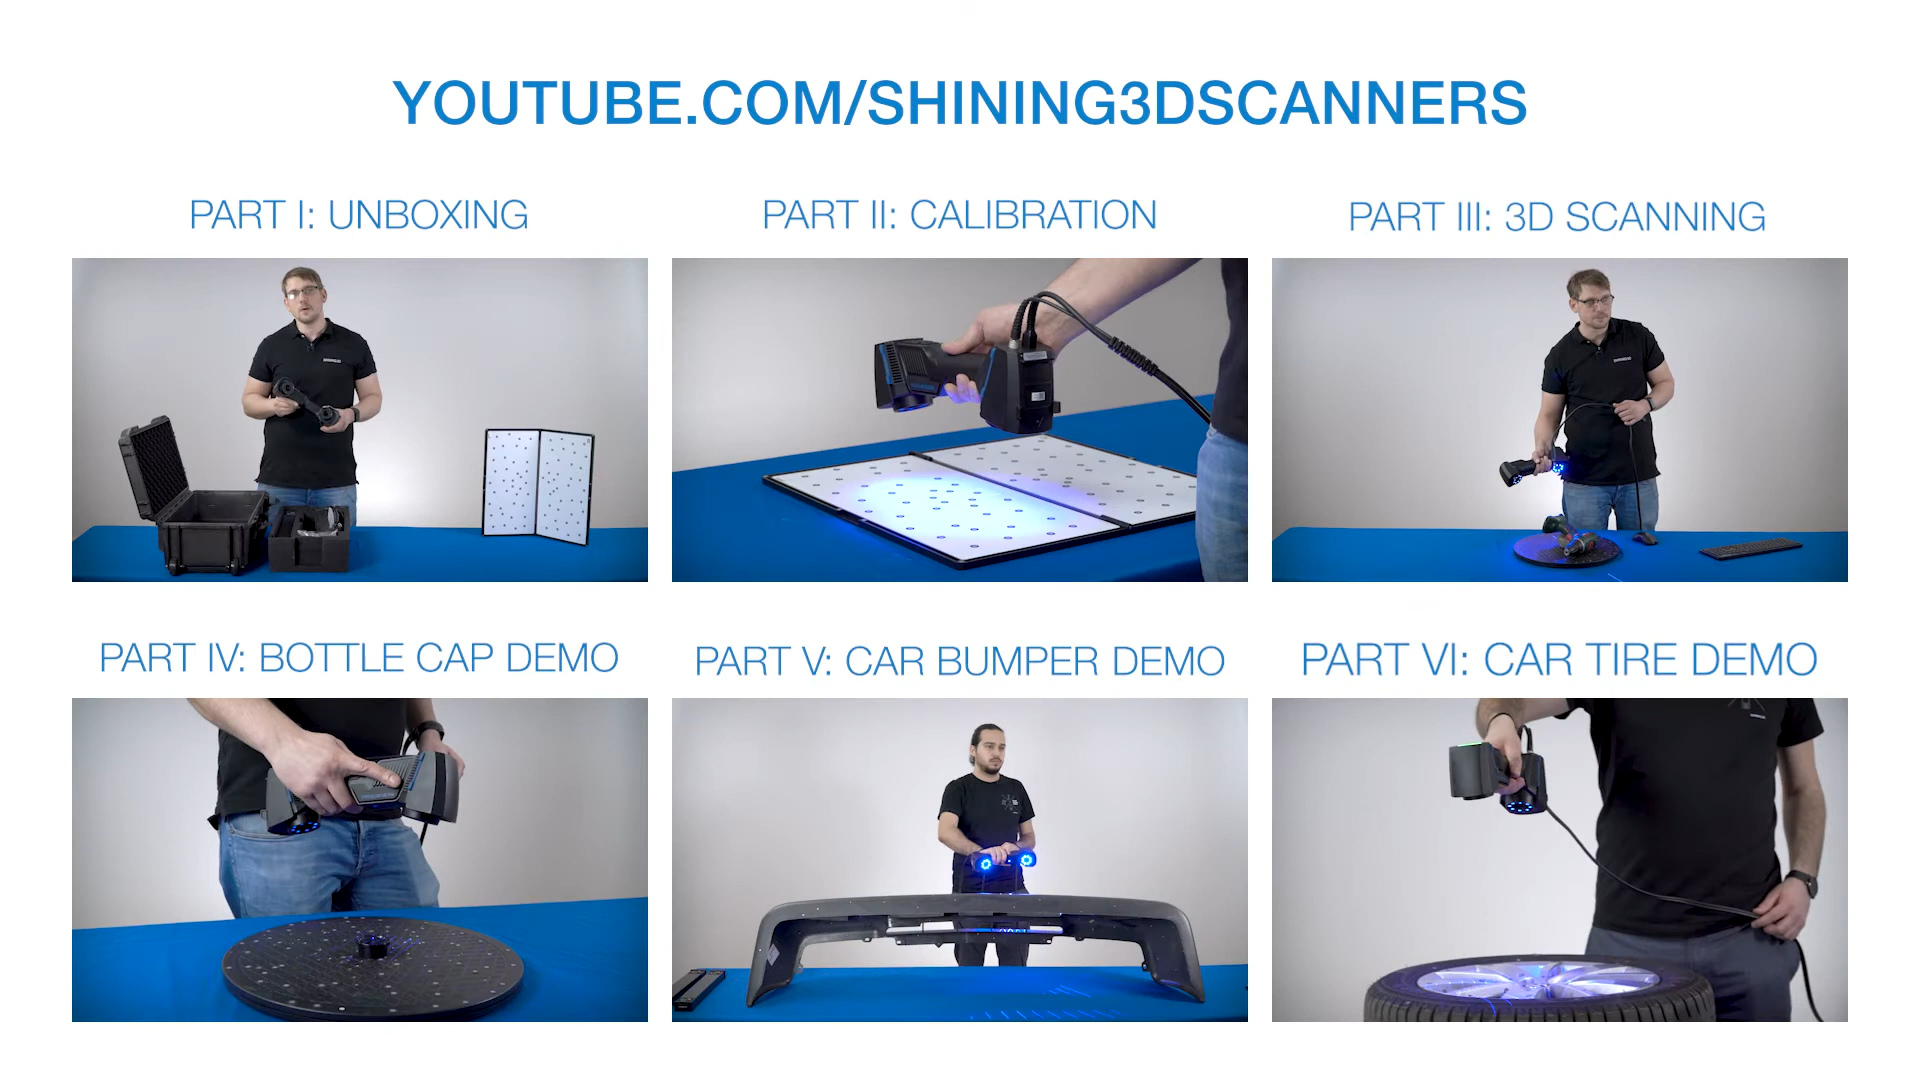 YOUTUBE.COM/SHINING3DSCANNERS
PART I: UNBOXING
PART II: CALIBRATION
PART III: 3D SCANNING
PART IV: BOTTLE CAP DEMO
PART V: CAR BUMPER DEMO
PART VI: CAR TIRE DEMO